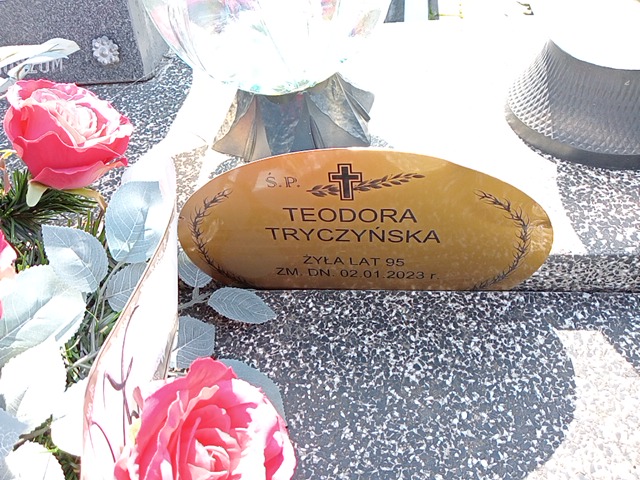 Ś.P.
TEODORA
TRYCZYŃSKA
ŻYŁA LAT 95
ZM. DN. 02.01.2023 r.